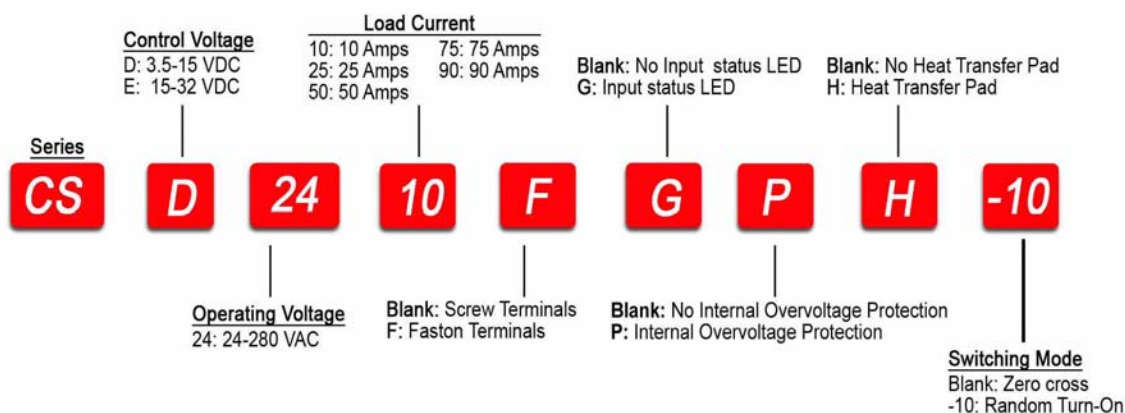 Control Voltage
D: 3.5-15 VDC
E: 15-32 VDC
Load Current
10: 10 Amps 75: 75 Amps
25: 25 Amps 90: 90 Amps
50: 50 Amps
Blank: No Input status LED
G: Input status LED
Blank: No Heat Transfer Pad
H: Heat Transfer Pad
Series
CS D 24 10 F G P H -10
Operating Voltage
24: 24-280 VAC
Blank: Screw Terminals
F: Faston Terminals
Blank: No Internal Overvoltage Protection
P: Internal Overvoltage Protection
Switching Mode
Blank: Zero cross
-10: Random Turn-On